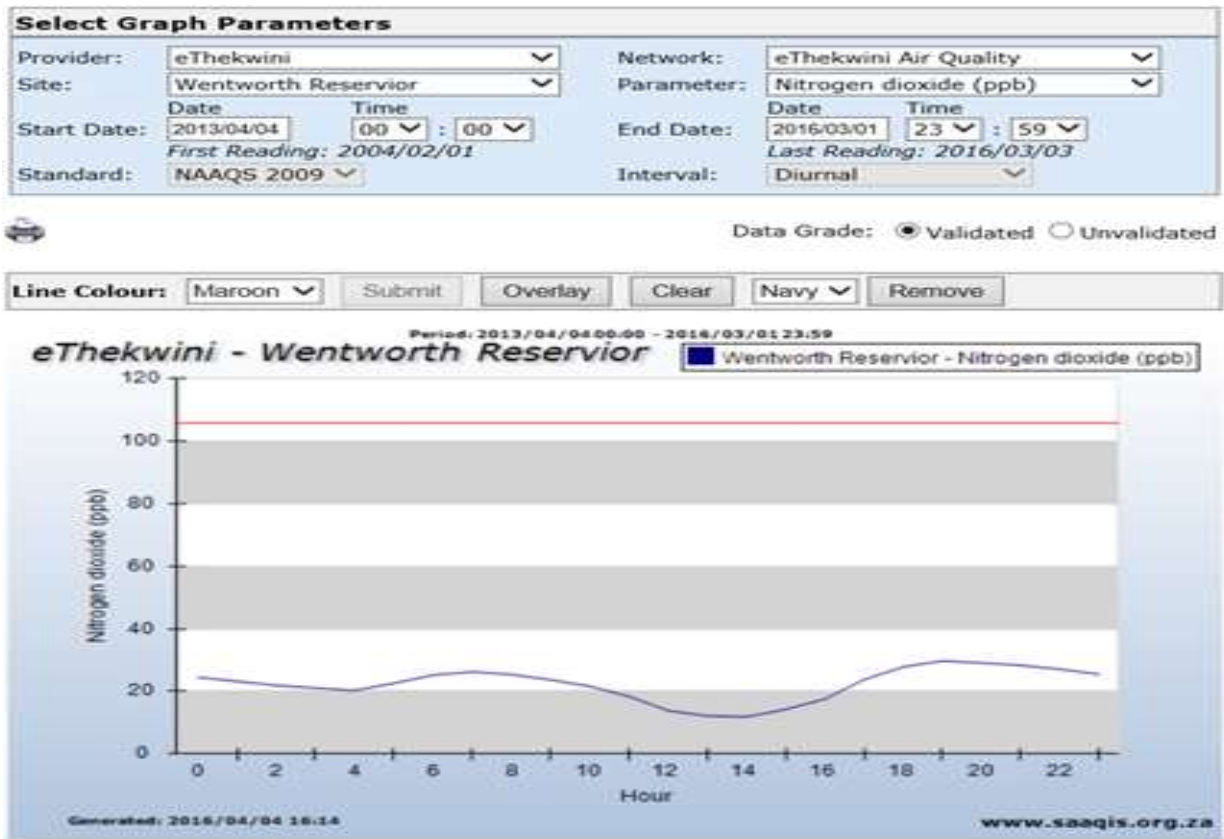 Select Graph Parameters
Provider: eThekwini Network: eThekwini Air Quality
Site: Wentworth Reservior Parameter: Nitrogen dioxide (ppb)
Date Time Date Time
Start Date: 2013/04/04 00 : 00 End Date: 2016/03/01 23 : 59
First Reading: 2004/02/01 Last Reading: 2016/03/03
Standard: NAAQS 2009 Interval: Diurnal
Data Grade: Validated Unvalidated
Line Colour: Maroon Submit Overlay Clear Navy Remove
Period: 2013/04/04 00:00 - 2016/03/01 23:59
eThekwini - Wentworth Reservior Wentworth Reservior - Nitrogen dioxide (ppb)
120
100
80
60
40
20
0
Nitrogen dioxide (ppb)
0 2 4 6 8 10 12 14 16 18 20 22
Hour
Generated: 2016/04/04 16:14 www.saaqis.org.za